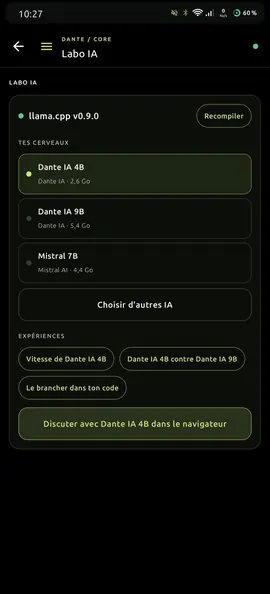 10:27
0
K/s
60 %
DANTE / CORE
Labo IA
LABO IA
llama.cpp v0.9.0
Recompiler
TES CERVEAUX
Dante IA 4B
Dante IA · 2,6 Go
Dante IA 9B
Dante IA · 5,4 Go
Mistral 7B
Mistral AI · 4,4 Go
Choisir d'autres IA
EXPÉRIENCES
Vitesse de Dante IA 4B
Dante IA 4B contre Dante IA 9B
Le brancher dans ton code
Discuter avec Dante IA 4B dans le navigateur